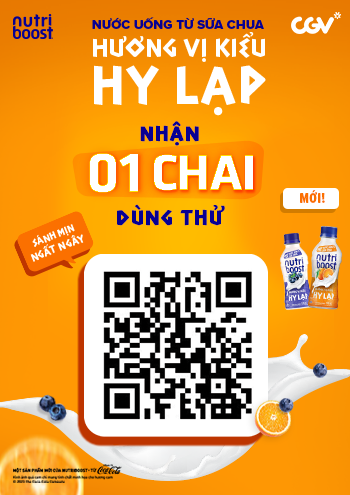 nutri
boost
NƯỚC UỐNG TỪ SỮA CHUA
CGV*
HƯƠNG VỊ KIỂU
HY LẠP
NHẬN
01 CHAI
DÙNG THỬ
MỚI!
SÁNH MỊN
NGẤT NGÂY
nutri
boost
HY LẠP
nutri
boost
HY LẠP
MỘT SẢN PHẨM MỚI CỦA NUTRIBOOST - TỪ Coca-Cola